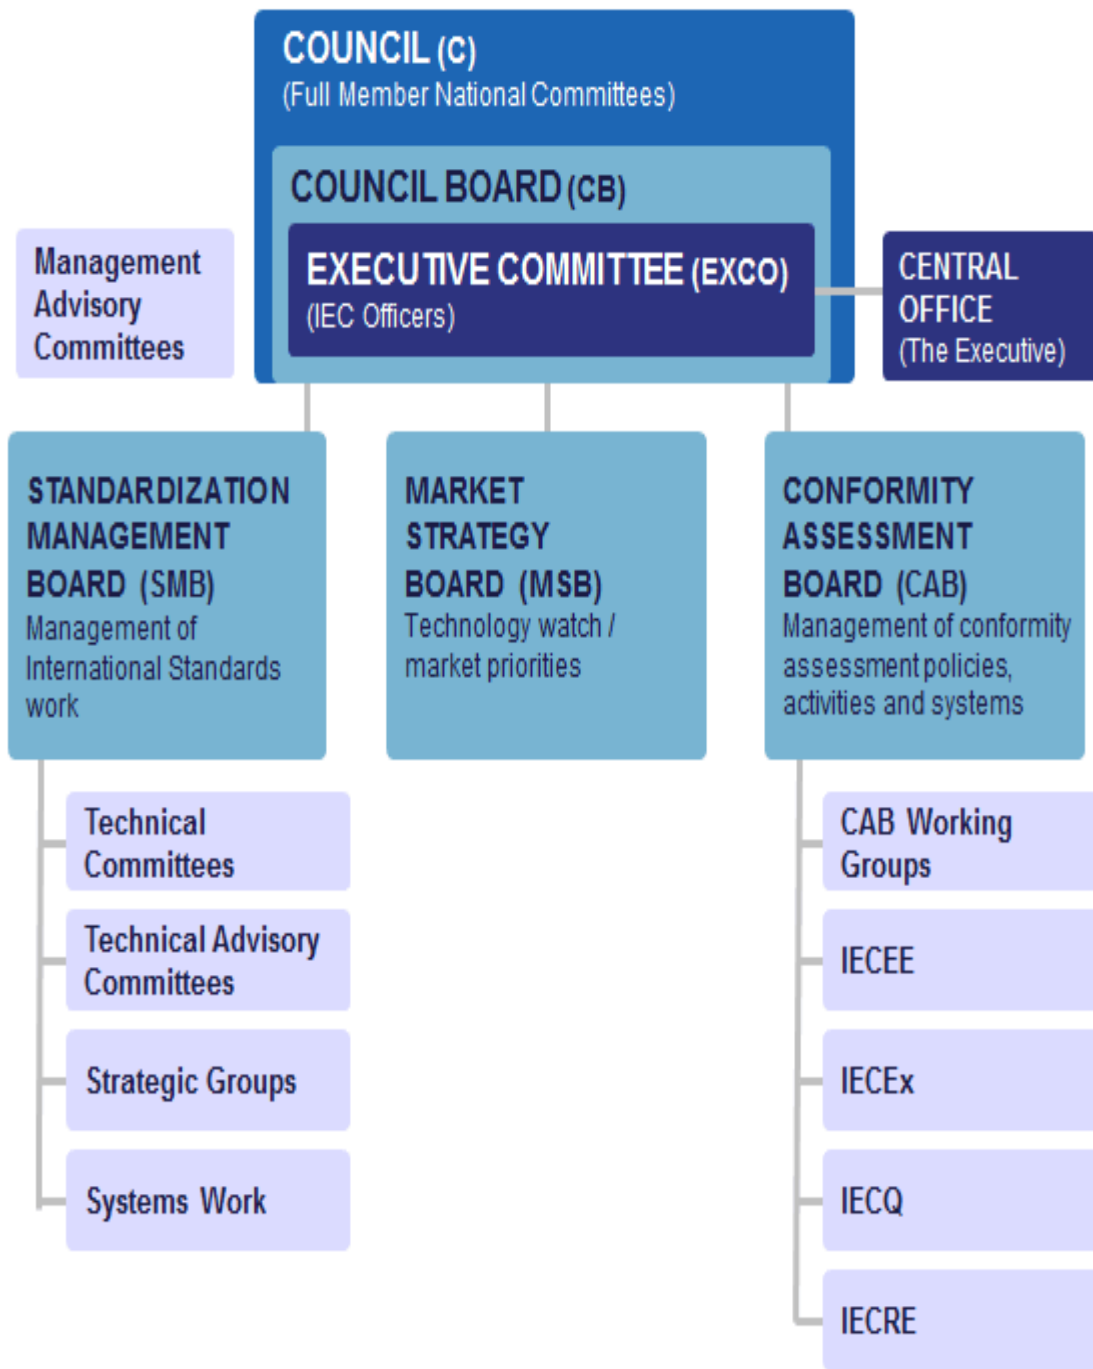 COUNCIL (C)
(Full Member National Committees)
COUNCIL BOARD (CB)
EXECUTIVE COMMITTEE (EXCO)
(IEC Officers)
Management
Advisory
Committees
CENTRAL
OFFICE
(The Executive)
STANDARDIZATION
MANAGEMENT
BOARD (SMB)
Management of
International Standards
work
MARKET
STRATEGY
BOARD (MSB)
Technology watch /
market priorities
CONFORMITY
ASSESSMENT
BOARD (CAB)
Management of conformity
assessment policies,
activities and systems
Technical
Committees
Technical Advisory
Committees
Strategic Groups
Systems Work
CAB Working
Groups
IECEE
IECEx
IECQ
IECRE